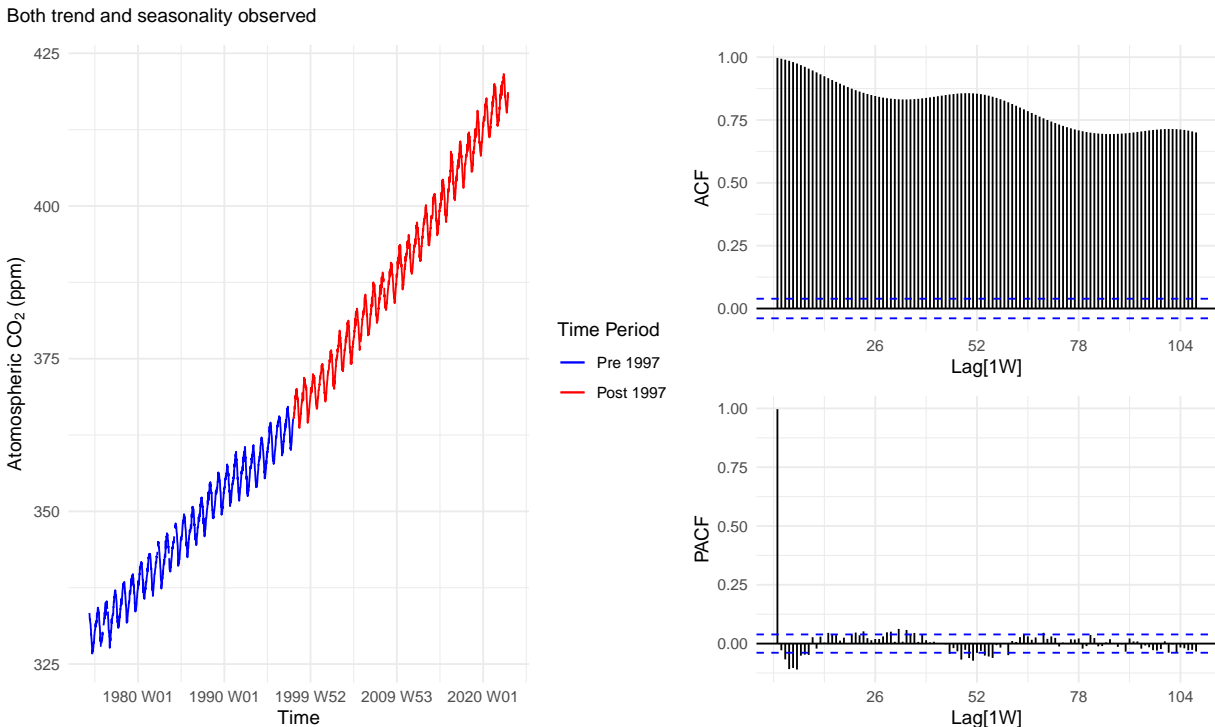 Both trend and seasonality observed
425
400
375
350
325
Atomospheric CO₂ (ppm)
1980 W01
1990 W01
1999 W52
2009 W53
2020 W01
Time
Time Period
Pre 1997
Post 1997
1.00
0.75
0.50
0.25
0.00
ACF
26
52
78
104
Lag[1W]
1.00
0.75
0.50
0.25
0.00
PACF
26
52
78
104
Lag[1W]